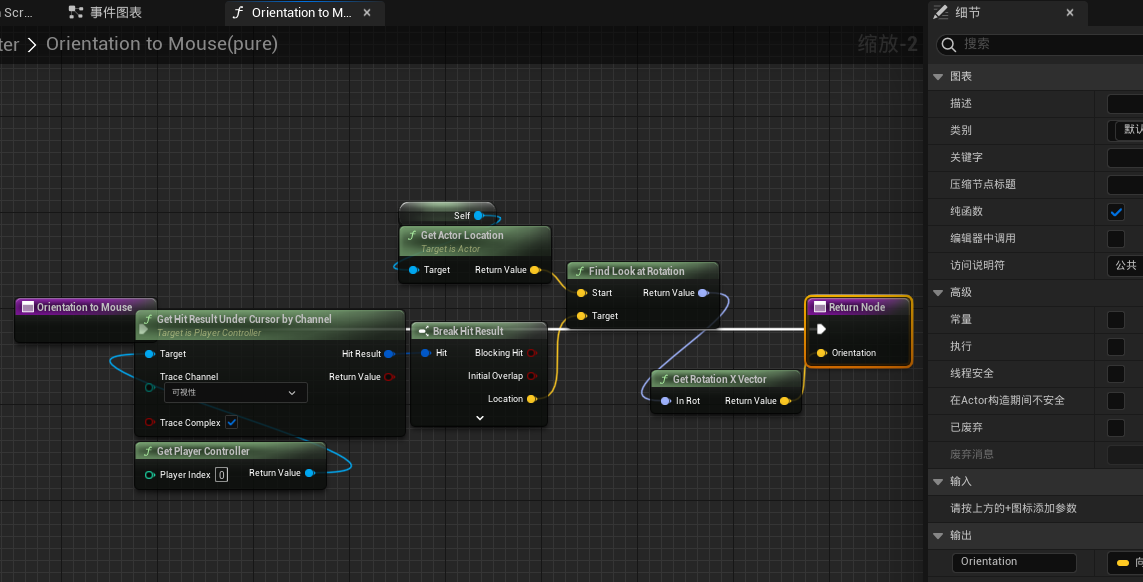 Scr...
事件图表
Orientation to M...
细节
ter > Orientation to Mouse(pure)
缩放-2
搜索
图表
描述
类别
默认
关键字
压缩节点标题
纯函数
编辑器中调用
访问说明符
公共
高级
常量
执行
线程安全
在Actor构造期间不安全
已废弃
废弃消息
输入
请按上方的+图标添加参数
输出
Orientation
向
Self
Get Actor Location
Target is Actor
Target
Return Value
Find Look at Rotation
Start
Return Value
Target
Orientation to Mouse
Get Hit Result Under Cursor by Channel
Target is Player Controller
Target
Hit Result
Trace Channel
Return Value
可视性
Trace Complex
Break Hit Result
Hit
Blocking Hit
Initial Overlap
Location
Get Player Controller
Player Index 0
Return Value
Get Rotation X Vector
In Rot
Return Value
Return Node
Orientation